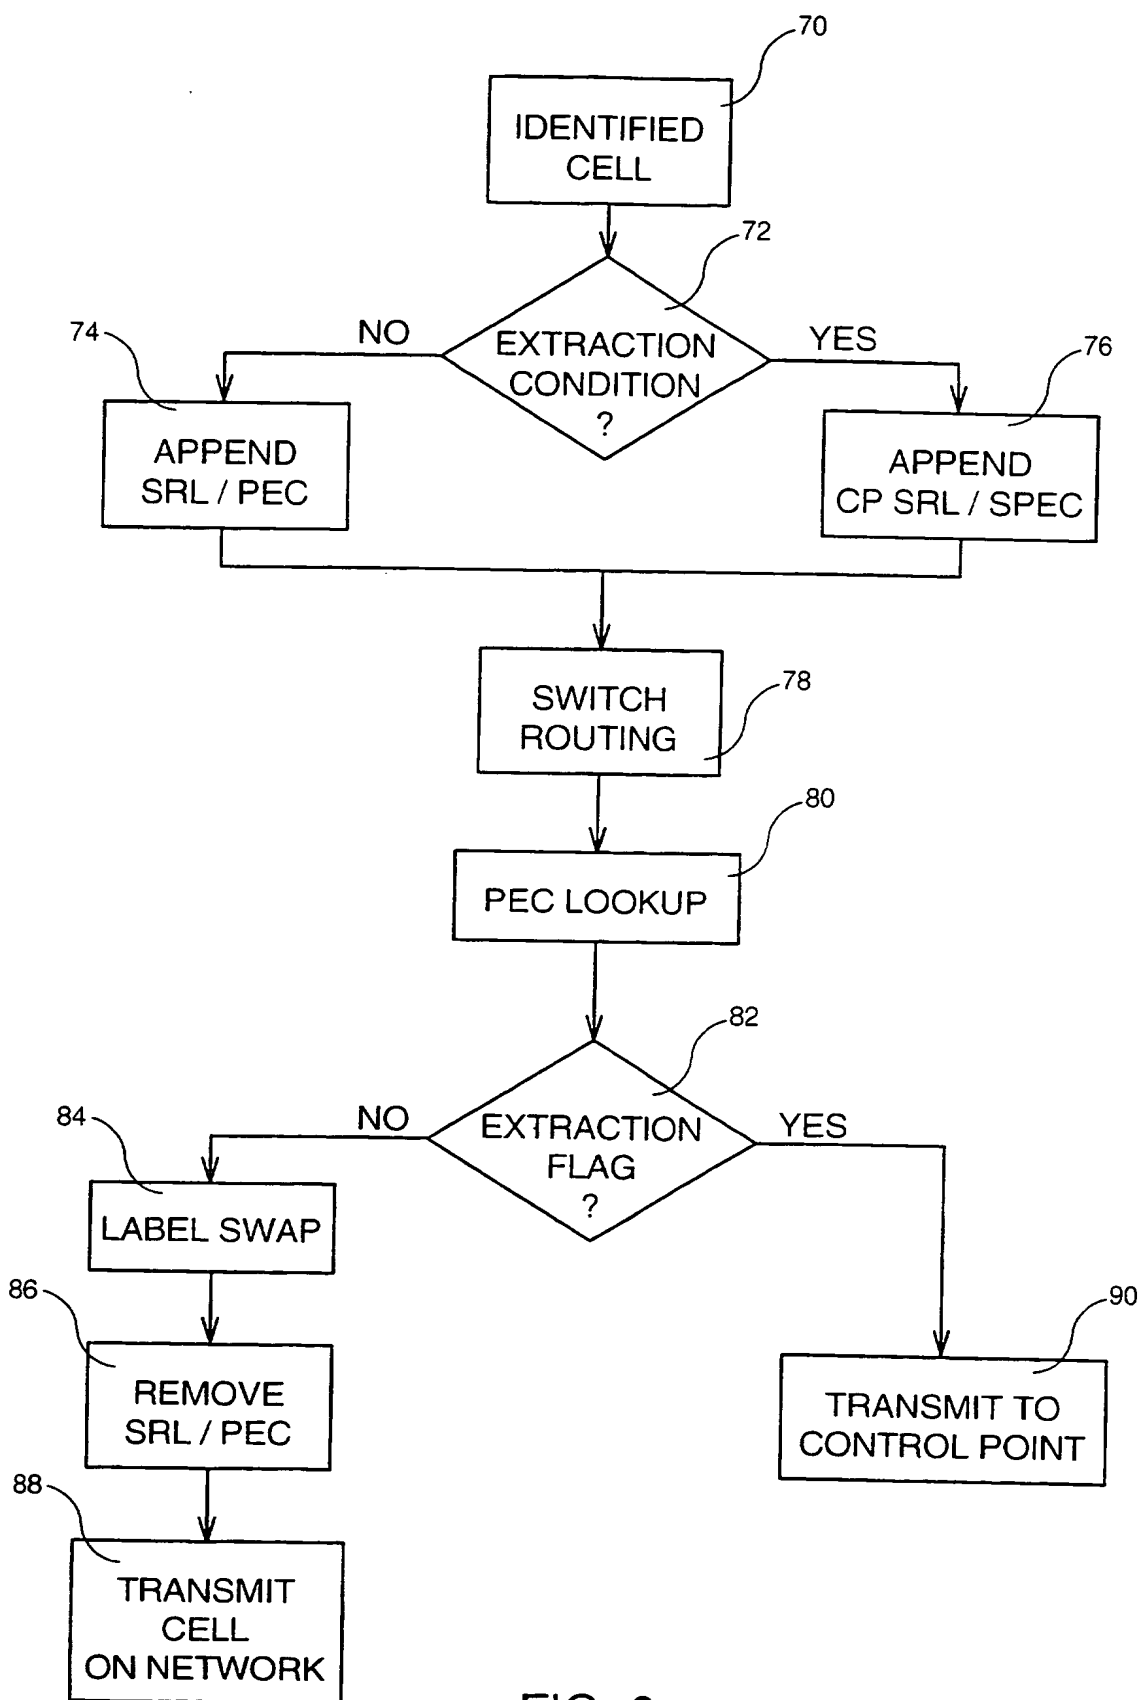 70
IDENTIFIED
CELL
72
NO
YES
EXTRACTION
CONDITION
?
74
76
APPEND
SRL / PEC
APPEND
CP SRL / SPEC
SWITCH
ROUTING
78
80
PEC LOOKUP
82
NO
YES
EXTRACTION
FLAG
?
84
LABEL SWAP
86
REMOVE
SRL / PEC
90
TRANSMIT TO
CONTROL POINT
88
TRANSMIT
CELL
ON NETWORK
FIG.